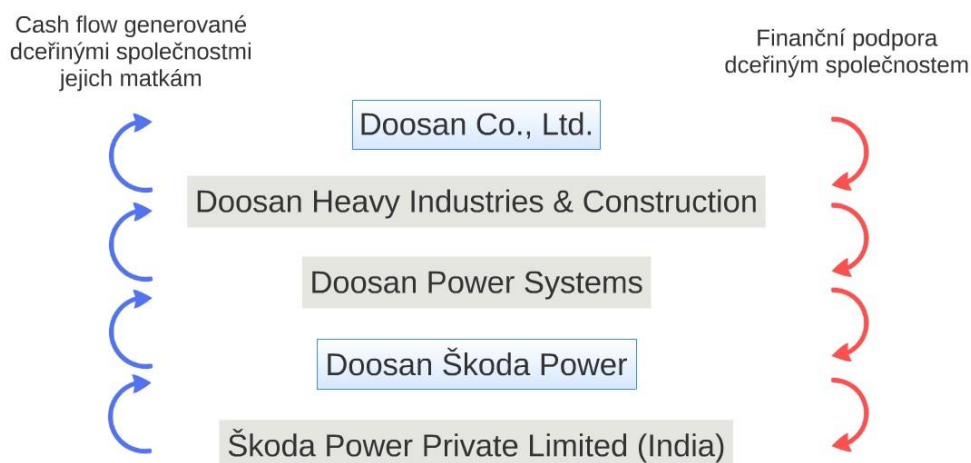 Cash flow generované
dceřinými společnostmi
jejich matkám
Finanční podpora
dceřiným společnostem
Doosan Co., Ltd.
Doosan Heavy Industries & Construction
Doosan Power Systems
Doosan Škoda Power
Škoda Power Private Limited (India)